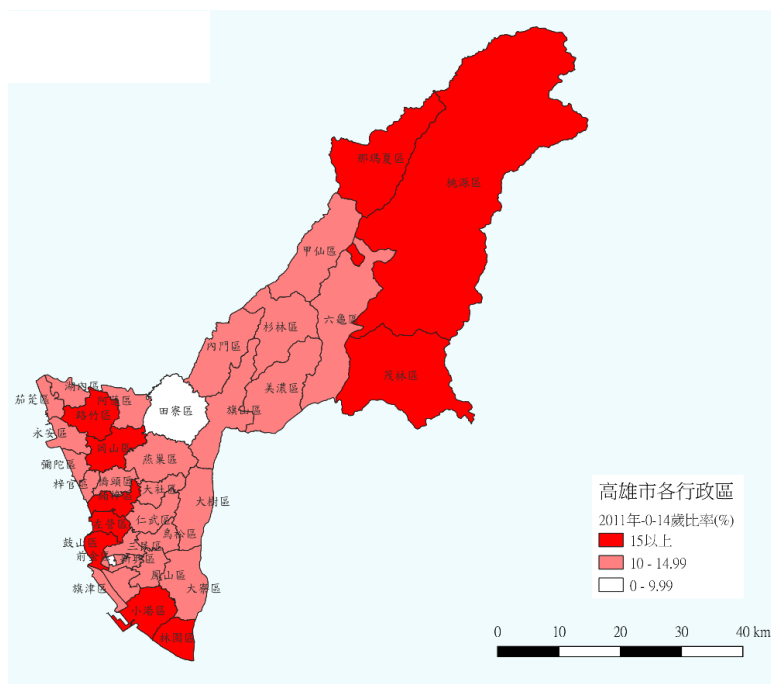 那瑪夏區
桃源區
甲仙區
六龜區
杉林區
內門區
茂林區
美濃區
旗山區
湖內區
茄萣區
阿蓮區
路竹區
田寮區
永安區
岡山區
彌陀區
燕巢區
梓官區
橋頭區
大社區
楠梓區
大樹區
仁武區
左營區
鳥松區
鼓山區
三民區
前金區
新興區
鳳山區
旗津區
大寮區
小港區
林園區
高雄市各行政區
2011年-0-14歲比率(%)
15以上
10 - 14.99
0 - 9.99
0 10 20 30 40 km